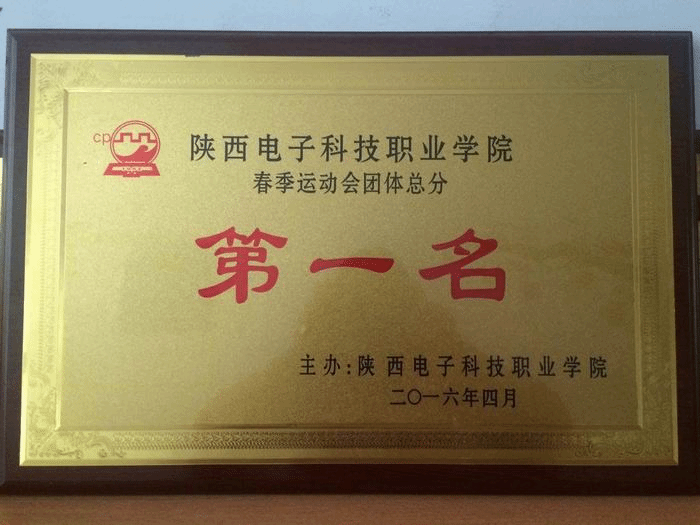 cp
陕西电子科技职业学院
春季运动会团体总分
第一名
主办:陕西电子科技职业学院
二〇一六年四月